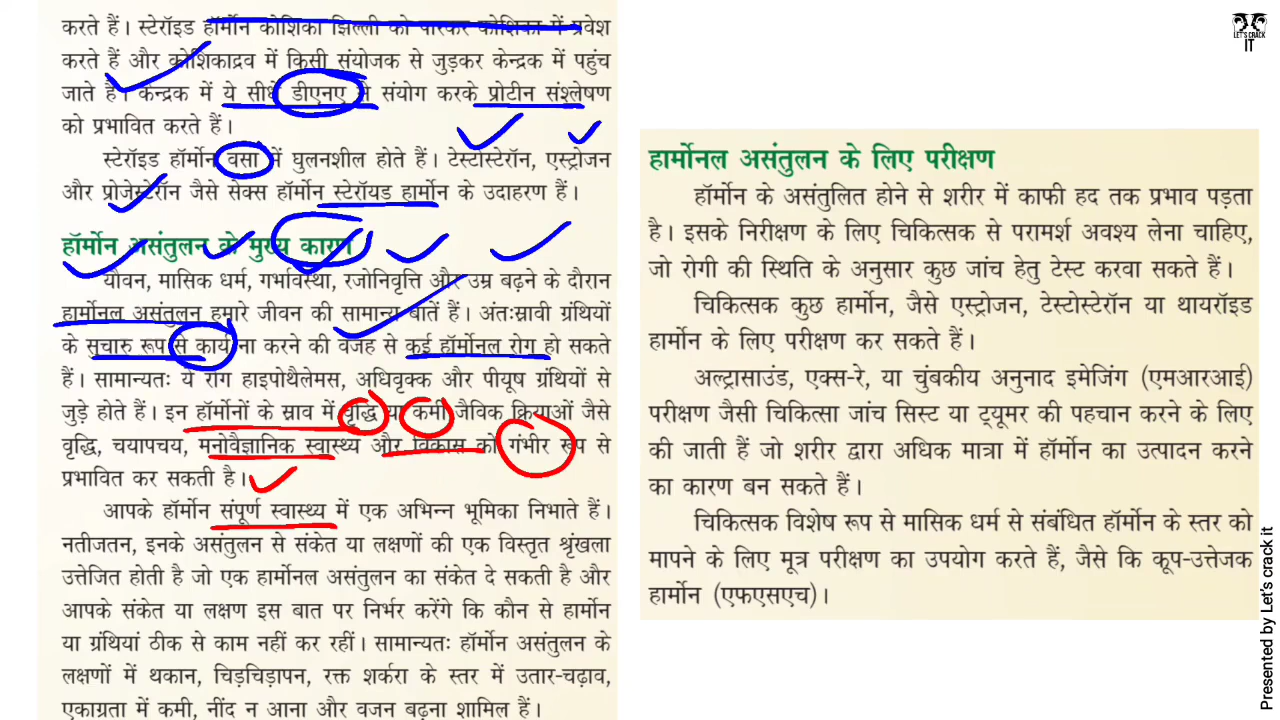 करते हैं। स्टेरॉइड हॉर्मोन कोशिका झिल्ली को पारकर कोशिका में प्रवेश
करते हैं और कोशिकाद्रव में किसी संयोजक से जुड़कर केन्द्रक में पहुंच
जाते हैं। केन्द्रक में ये सीधे डीएनए से संयोग करके प्रोटीन संश्लेषण
को प्रभावित करते हैं।
स्टेरॉइड हॉर्मोन वसा में घुलनशील होते हैं। टेस्टोस्टेरॉन, एस्ट्रोजन
और प्रोजेस्टेरॉन जैसे सेक्स हॉर्मोन स्टेरॉयड हार्मोन के उदाहरण हैं।
हॉर्मोन असंतुलन के मुख्य कारण
यौवन, मासिक धर्म, गर्भावस्था, रजोनिवृत्ति और उम्र बढ़ने के दौरान
हार्मोनल असंतुलन हमारे जीवन की सामान्य बातें हैं। अंतःस्रावी ग्रंथियों
के सुचारु रूप से कार्य ना करने की वजह से कई हॉर्मोनल रोग हो सकते
हैं। सामान्यतः ये रोग हाइपोथैलेमस, अधिवृक्क और पीयूष ग्रंथियों से
जुड़े होते हैं। इन हॉर्मोनों के स्राव में वृद्धि या कमी जैविक क्रियाओं जैसे
वृद्धि, चयापचय, मनोवैज्ञानिक स्वास्थ्य और विकास को गंभीर रूप से
प्रभावित कर सकती है।
आपके हॉर्मोन संपूर्ण स्वास्थ्य में एक अभिन्न भूमिका निभाते हैं।
नतीजतन, इनके असंतुलन से संकेत या लक्षणों की एक विस्तृत श्रृंखला
उत्तेजित होती है जो एक हार्मोनल असंतुलन का संकेत दे सकती है और
आपके संकेत या लक्षण इस बात पर निर्भर करेंगे कि कौन से हार्मोन
या ग्रंथियां ठीक से काम नहीं कर रहीं। सामान्यतः हॉर्मोन असंतुलन के
लक्षणों में थकान, चिड़चिड़ापन, रक्त शर्करा के स्तर में उतार-चढ़ाव,
एकाग्रता में कमी, नींद न आना और वजन बढ़ना शामिल हैं।
हार्मोनल असंतुलन के लिए परीक्षण
हॉर्मोन के असंतुलित होने से शरीर में काफी हद तक प्रभाव पड़ता
है। इसके निरीक्षण के लिए चिकित्सक से परामर्श अवश्य लेना चाहिए,
जो रोगी की स्थिति के अनुसार कुछ जांच हेतु टेस्ट करवा सकते हैं।
चिकित्सक कुछ हार्मोन, जैसे एस्ट्रोजन, टेस्टोस्टेरॉन या थायरॉइड
हार्मोन के लिए परीक्षण कर सकते हैं।
अल्ट्रासाउंड, एक्स-रे, या चुंबकीय अनुनाद इमेजिंग (एमआरआई)
परीक्षण जैसी चिकित्सा जांच सिस्ट या ट्यूमर की पहचान करने के लिए
की जाती हैं जो शरीर द्वारा अधिक मात्रा में हॉर्मोन का उत्पादन करने
का कारण बन सकते हैं।
चिकित्सक विशेष रूप से मासिक धर्म से संबंधित हॉर्मोन के स्तर को
मापने के लिए मूत्र परीक्षण का उपयोग करते हैं, जैसे कि कूप-उत्तेजक
हार्मोन (एफएसएच)।
LET'S CRACK
IT
Presented by Let's crack it